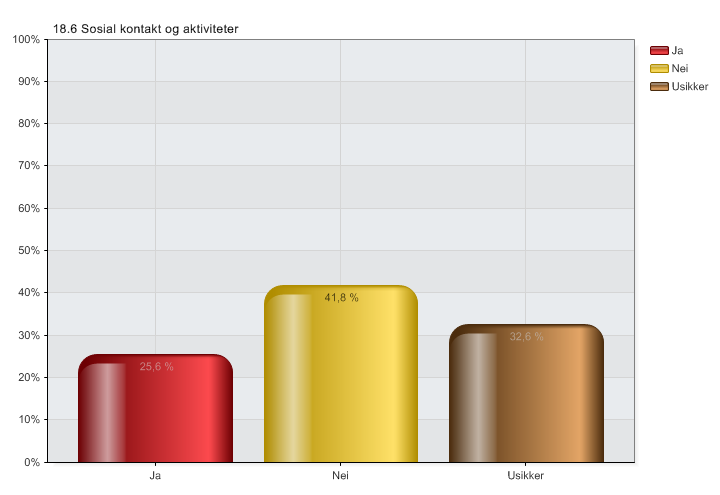 18.6 Sosial kontakt og aktiviteter
100%
90%
80%
70%
60%
50%
40%
30%
20%
10%
0%
25,6 %
41,8 %
32,6 %
Ja
Nei
Usikker
Ja
Nei
Usikker